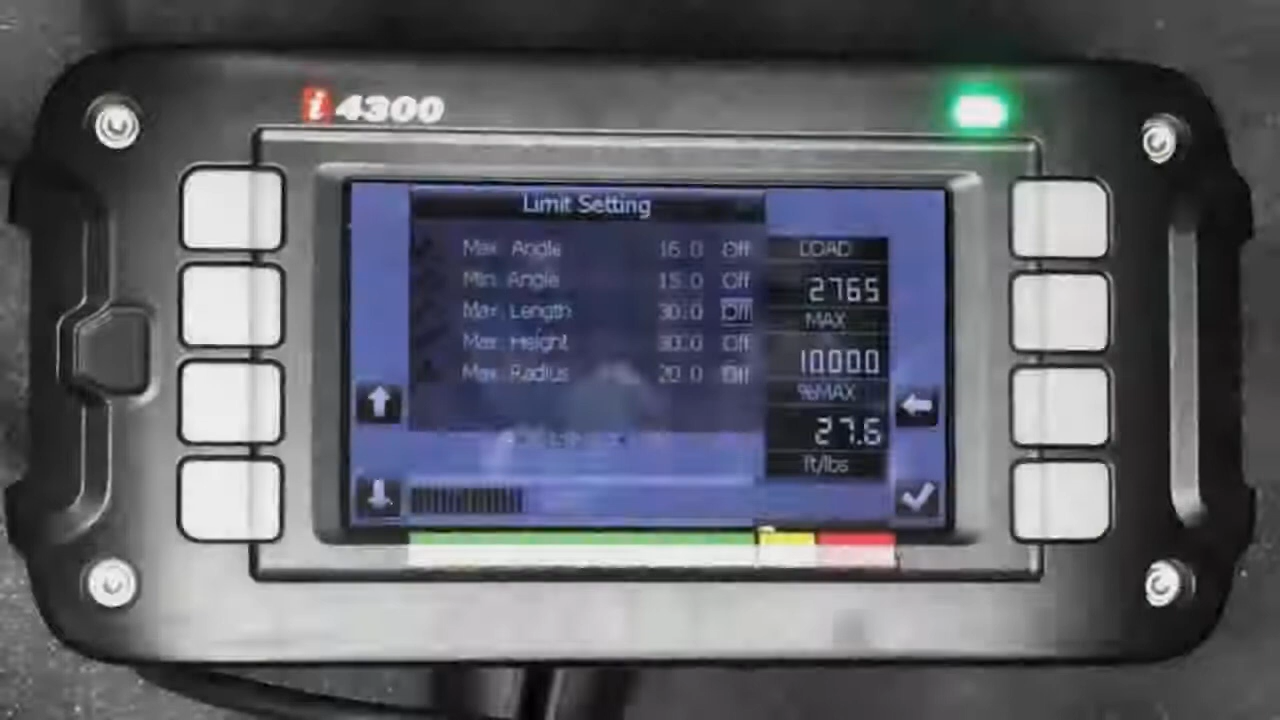 i 4300
Limit Setting
Max. Angle 16.0 Off
Min. Angle 15.0 Off
Max. Length 30.0 Off
Max. Height 30.0 Off
Max. Radius 20.0 Off
LOAD
2765
MAX
10000
%MAX
27.6
ft/lbs